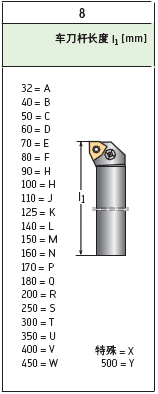 8
车刀杆长度 l₁ [mm]
32 = A
40 = B
50 = C
60 = D
70 = E
80 = F
90 = H
100 = H
110 = J
125 = K
140 = L
150 = M
160 = N
170 = P
180 = Q
200 = R
250 = S
300 = T
350 = U
400 = V
450 = W
l₁
特殊 = X
500 = Y